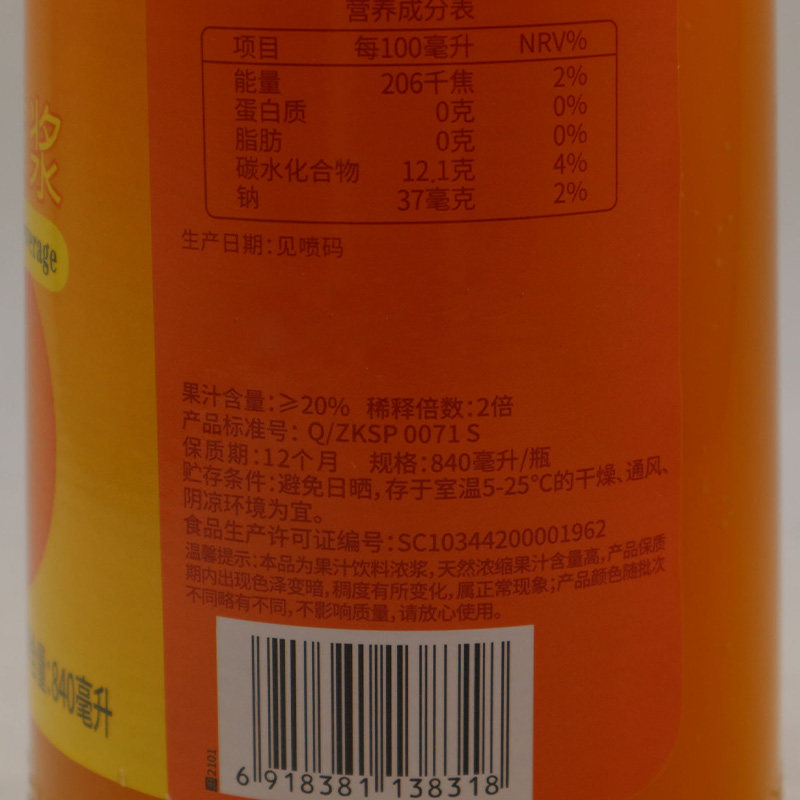 营养成分表
项目 每100毫升 NRV%
能量 206千焦 2%
蛋白质 0克 0%
脂肪 0克 0%
碳水化合物 12.1克 4%
钠 37毫克 2%
生产日期:见喷码
果汁含量:≥20% 稀释倍数:2倍
产品标准号: Q/ZKSP 0071 S
保质期:12个月 规格:840毫升/瓶
贮存条件:避免日晒,存于室温5-25℃的干燥、通风、
阴凉环境为宜。
食品生产许可证编号:SC10344200001962
温馨提示:本品为果汁饮料浓浆,天然浓缩果汁含量高,产品保质
期内出现色泽变暗,稠度有所变化,属正常现象;产品颜色随批次
不同略有不同,不影响质量,请放心使用。
2101
6 918381 138318
浆
erage
量:840毫升